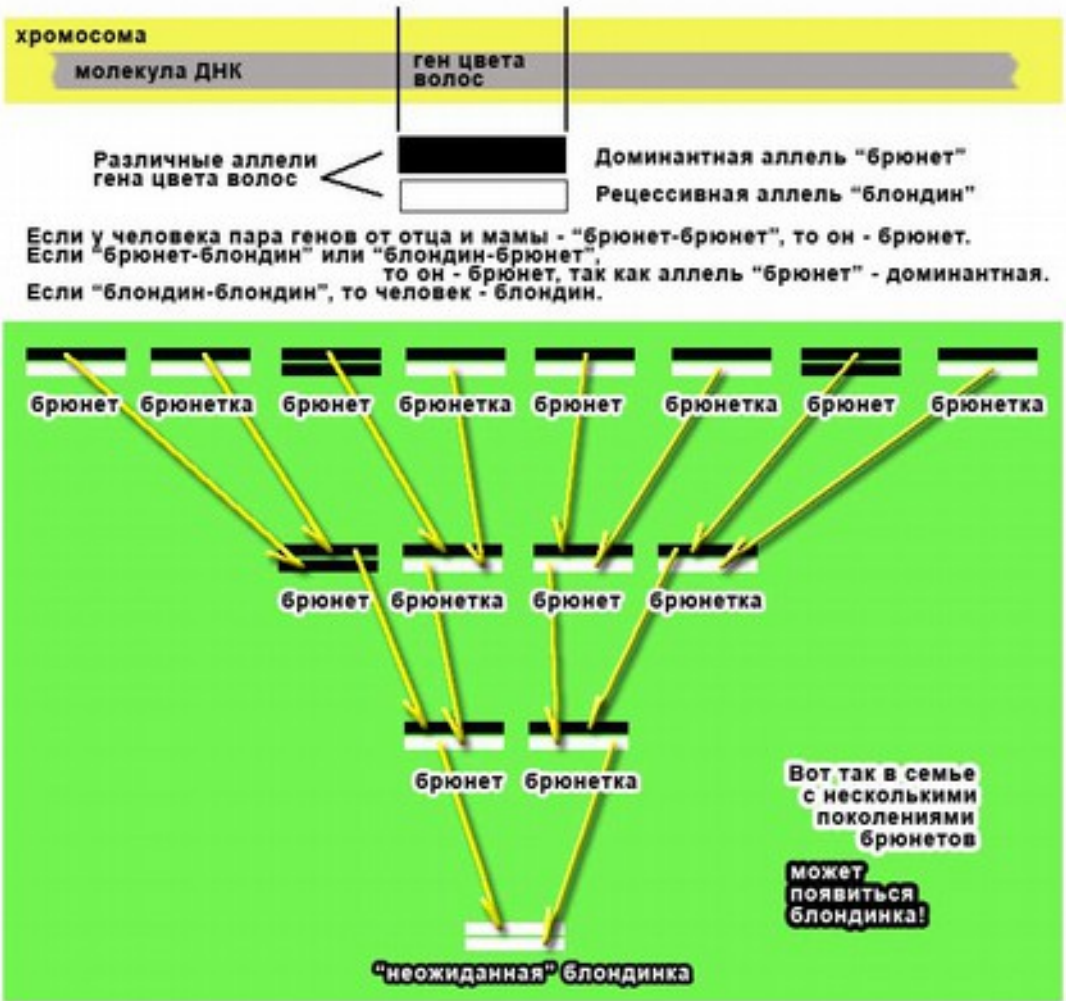 хромосома
молекула ДНК
ген цвета
волос
Различные аллели
гена цвета волос
Доминантная аллель “брюнет”
Рецессивная аллель “блондин”
Если у человека пара генов от отца и мамы - “брюнет-брюнет”, то он - брюнет.
Если “брюнет-блондин” или “блондин-брюнет”,
то он - брюнет, так как аллель “брюнет” - доминантная.
Если “блондин-блондин”, то человек - блондин.
брюнет брюнетка брюнет брюнетка брюнет брюнетка брюнет брюнетка
брюнет брюнетка брюнет брюнетка
брюнет брюнетка
Вот так в семье
с несколькими
поколениями
брюнетов
может
появиться
блондинка!
“неожиданная” блондинка